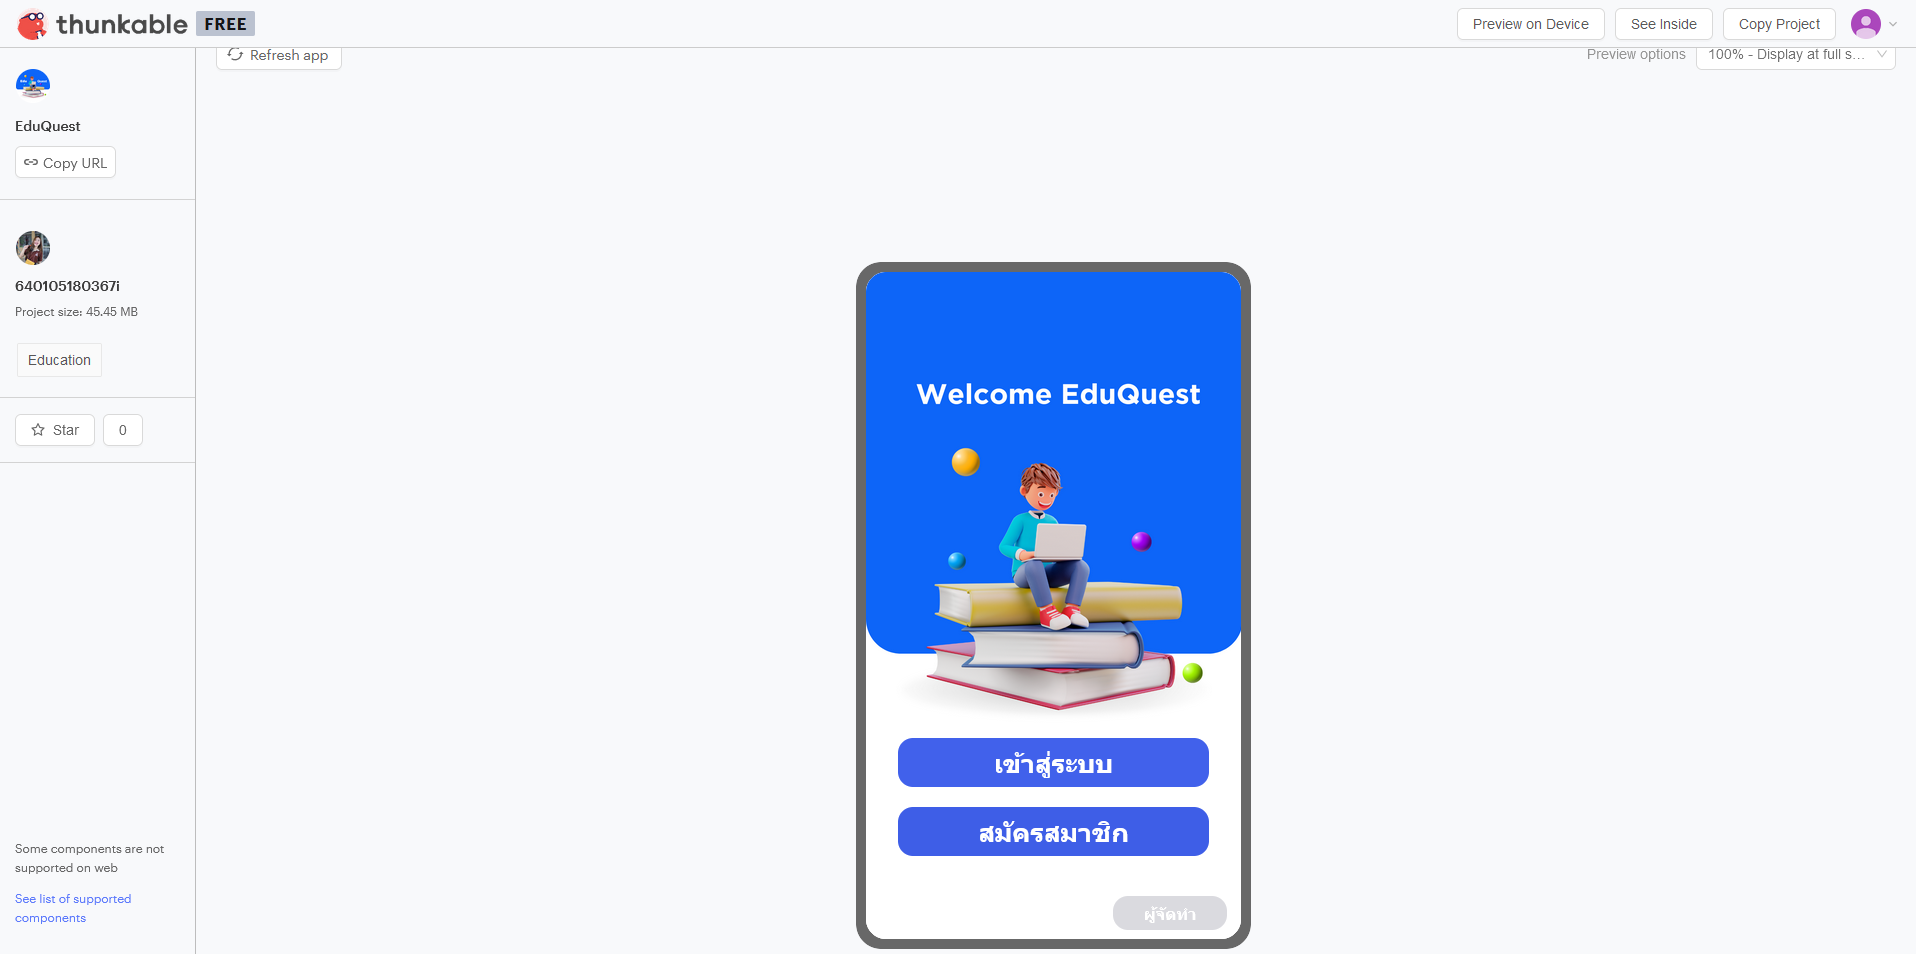 thunkable FREE
Preview on Device
See Inside
Copy Project
Refresh app
Preview options
100% - Display at full s...
EduQuest
Copy URL
640105180367i
Project size: 45.45 MB
Education
Star
0
Some components are not
supported on web
See list of supported
components
Welcome EduQuest
เข้าสู่ระบบ
สมัครสมาชิก
ผู้จัดทำ